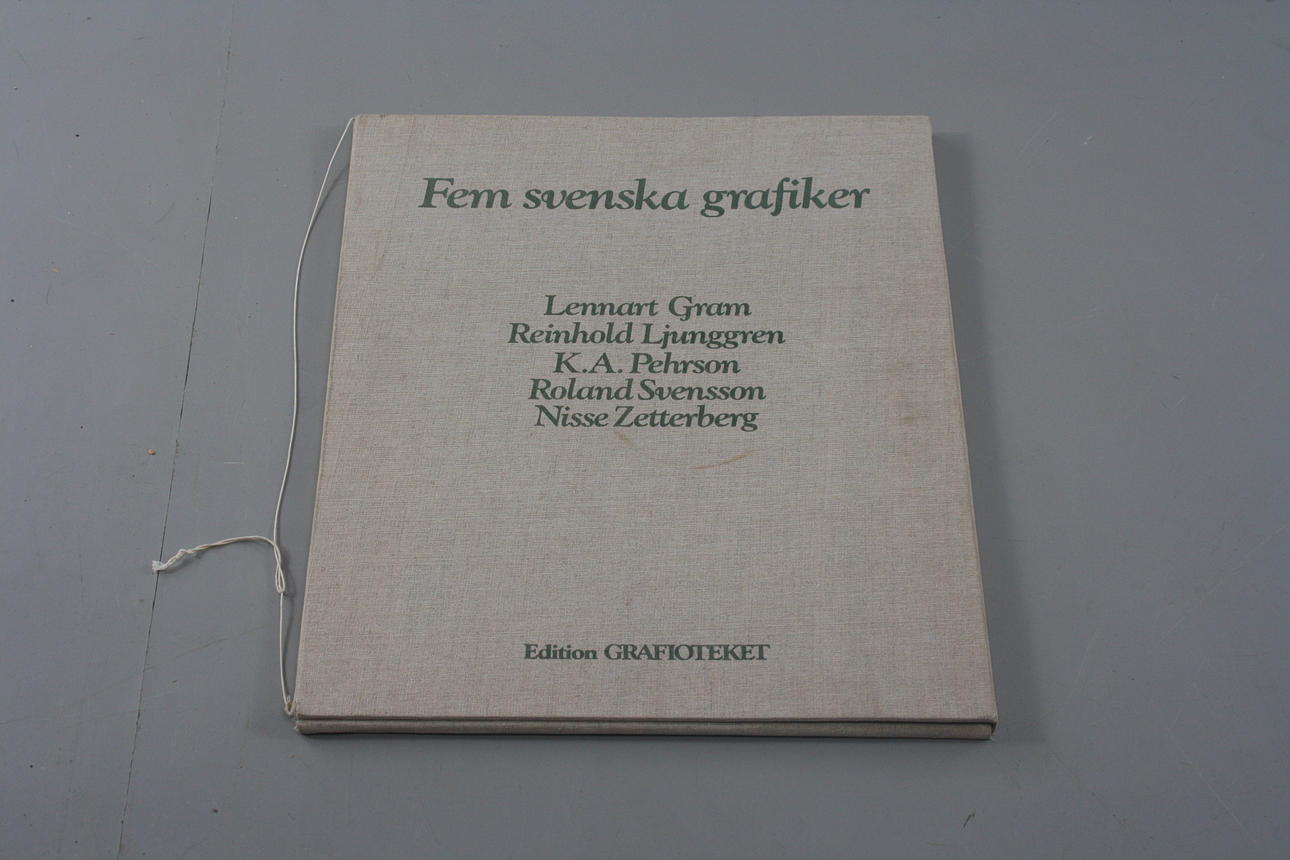 Fem svenska grafiker
Lennart Gram
Reinhold Ljunggren
K.A. Pehrson
Roland Svensson
Nisse Zetterberg
Edition GRAFIOTEKET